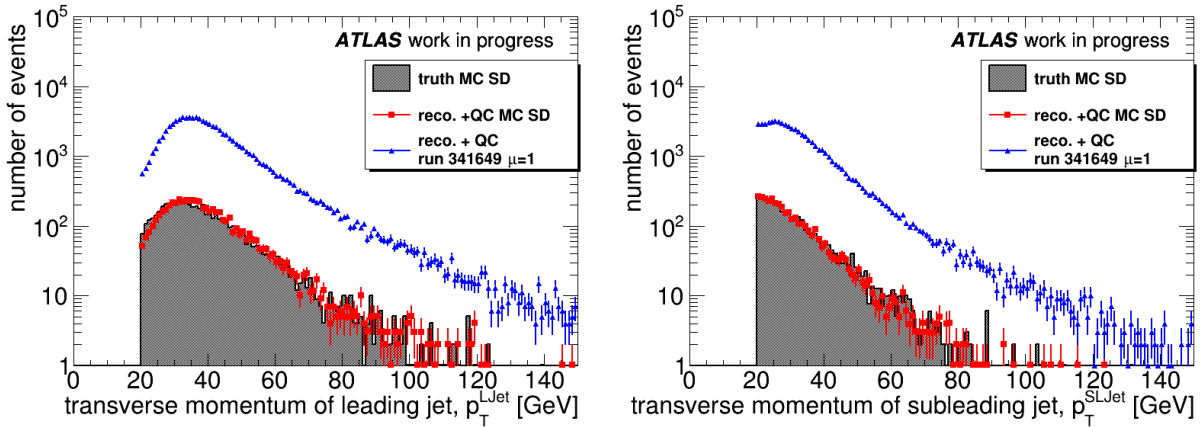 number of events
10^5
10^4
10^3
10^2
10
1
ATLAS work in progress
truth MC SD
reco. +QC MC SD
reco. + QC
run 341649 μ=1
0 20 40 60 80 100 120 140
transverse momentum of leading jet, p_T^LJet [GeV]
number of events
10^5
10^4
10^3
10^2
10
1
ATLAS work in progress
truth MC SD
reco. +QC MC SD
reco. + QC
run 341649 μ=1
0 20 40 60 80 100 120 140
transverse momentum of subleading jet, p_T^SLJet [GeV]